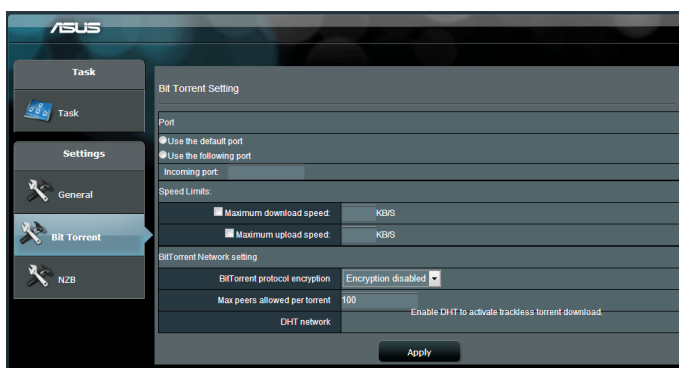 ASUS
Task
Task
Settings
General
Bit Torrent
NZB
Bit Torrent Setting
Port
Use the default port
Use the following port
Incoming port:
Speed Limits:
Maximum download speed: KB/S
Maximum upload speed: KB/S
BitTorrent Network setting
BitTorrent protocol encryption Encryption disabled
Max peers allowed per torrent 100
DHT network Enable DHT to activate trackless torrent download.
Apply